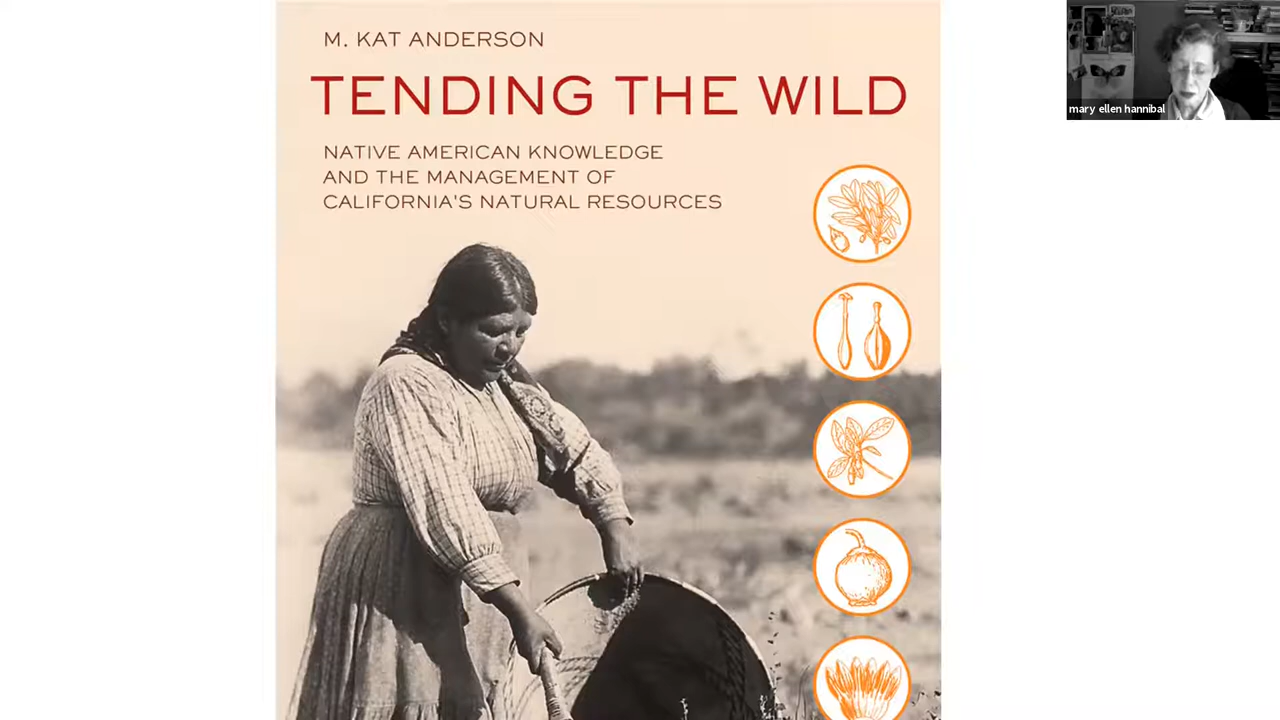 M. KAT ANDERSON
TENDING THE WILD
NATIVE AMERICAN KNOWLEDGE
AND THE MANAGEMENT OF
CALIFORNIA'S NATURAL RESOURCES
mary ellen hannibal